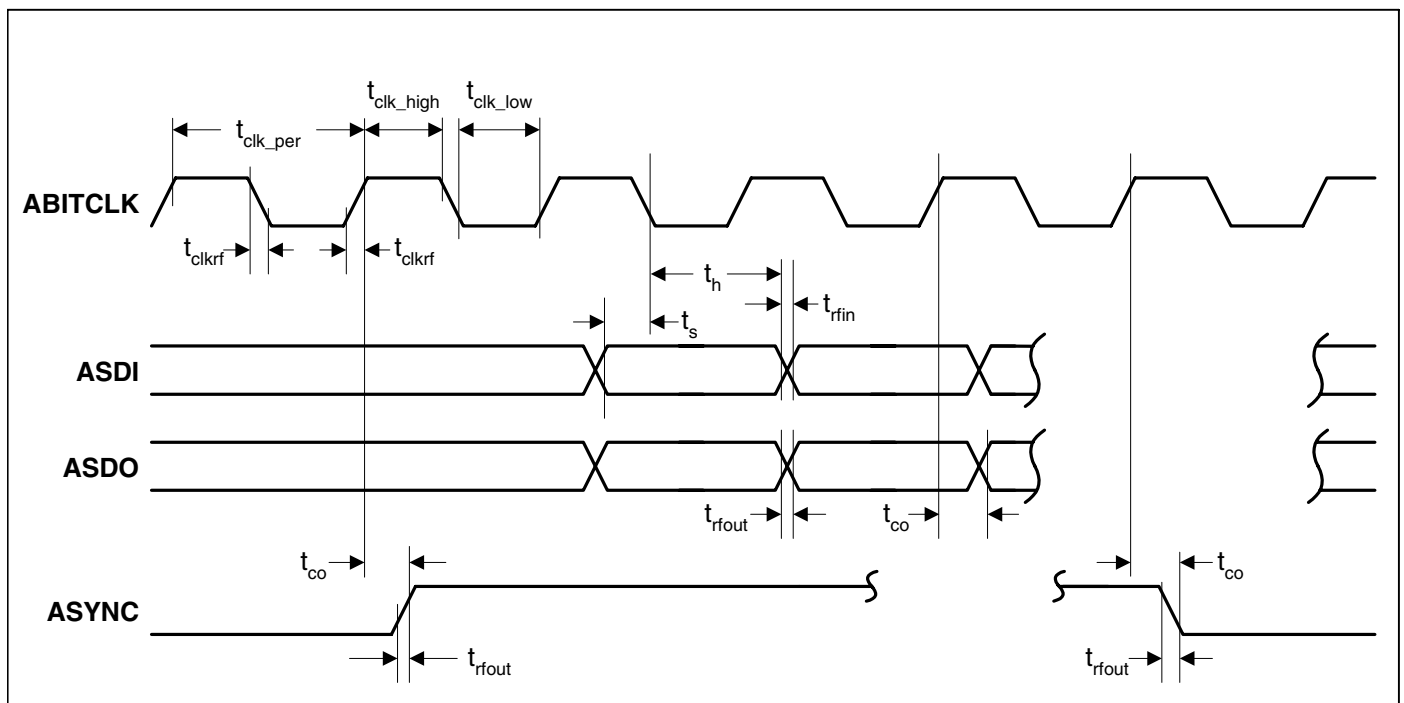 t_clk_high t_clk_low
t_clk_per
ABITCLK
t_clkrf t_clkrf
t_h
t_rfin
t_s
ASDI
ASDO
t_rfout t_co
t_co t_co
ASYNC
t_rfout t_rfout